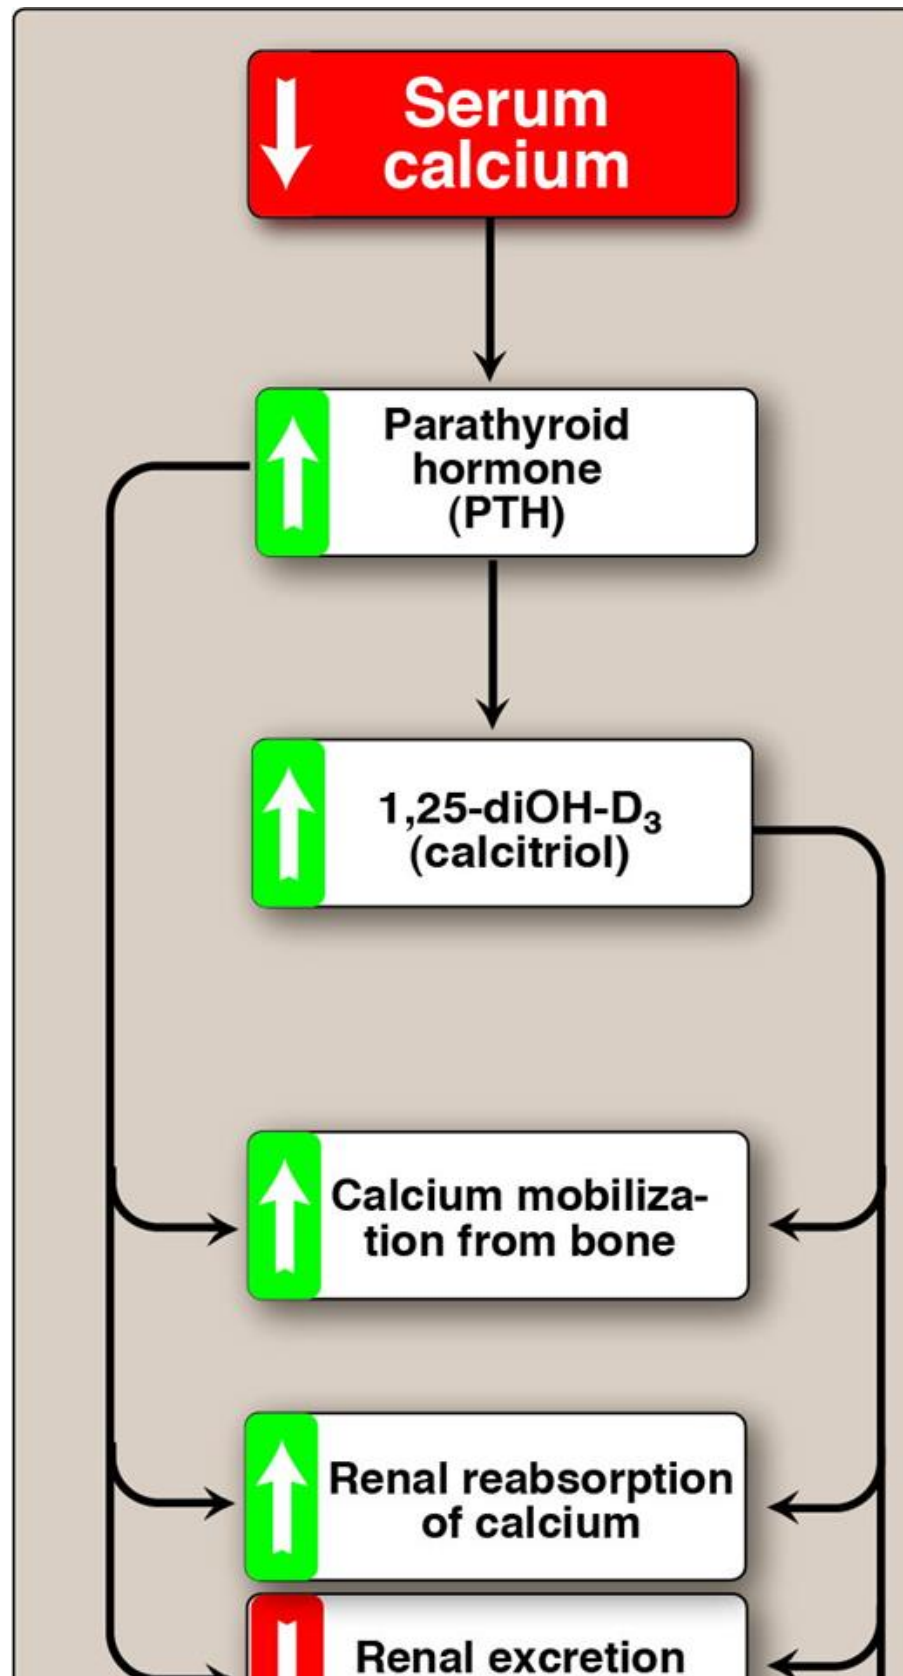 Serum
calcium
Parathyroid
hormone
(PTH)
1,25-diOH-D₃
(calcitriol)
Calcium mobiliza-
tion from bone
Renal reabsorption
of calcium
Renal excretion